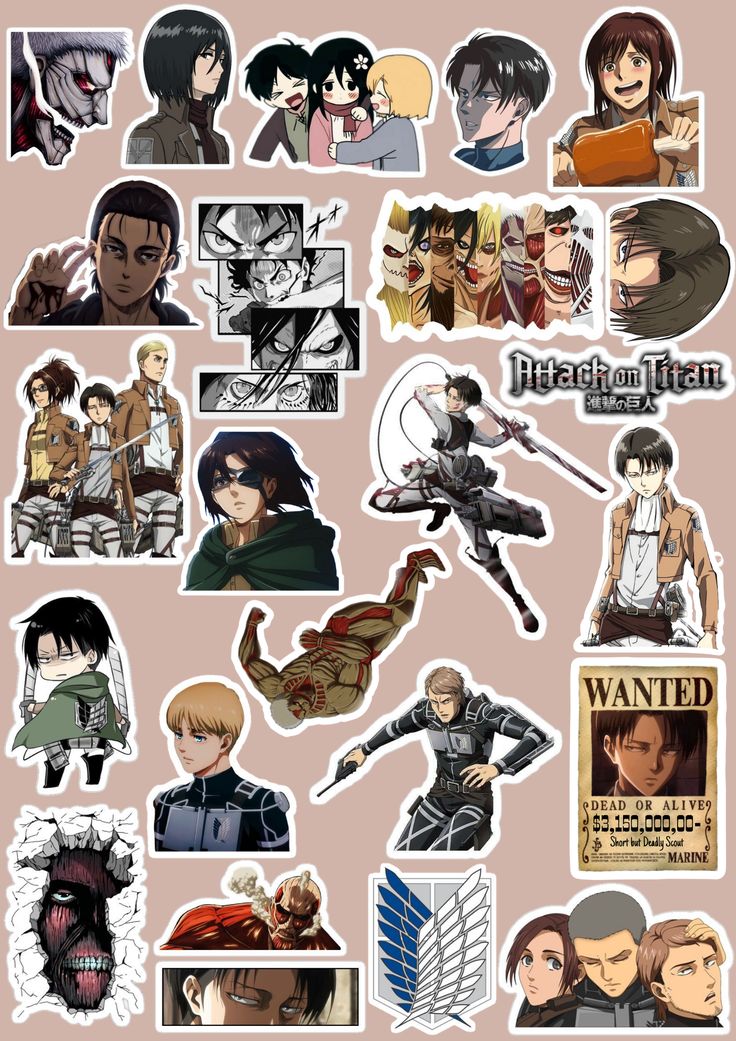 Attack on Titan
進撃の巨人
WANTED
DEAD OR ALIVE
$3,150,000,00-
Short but Deadly Scout
MARINE